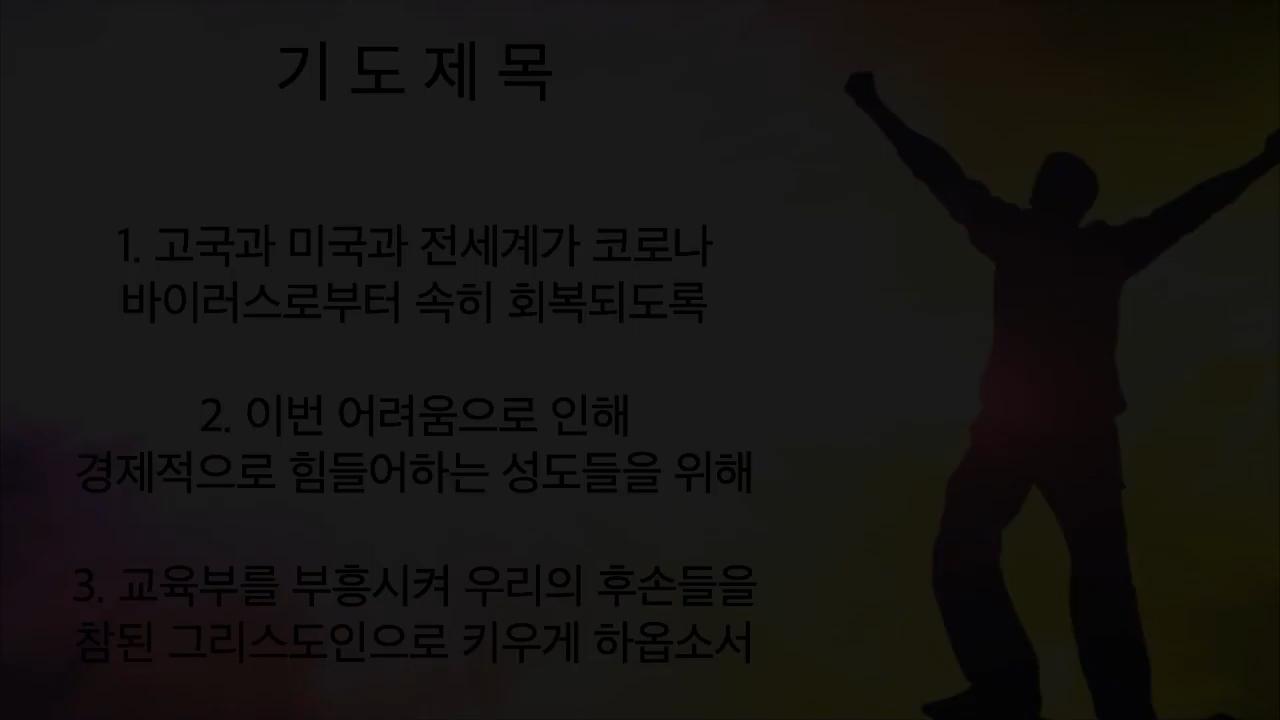 기도제목
1. 고국과 미국과 전세계가 코로나
바이러스로부터 속히 회복되도록
2. 이번 어려움으로 인해
경제적으로 힘들어하는 성도들을 위해
3. 교육부를 부흥시켜 우리의 후손들을
참된 그리스도인으로 키우게 하옵소서